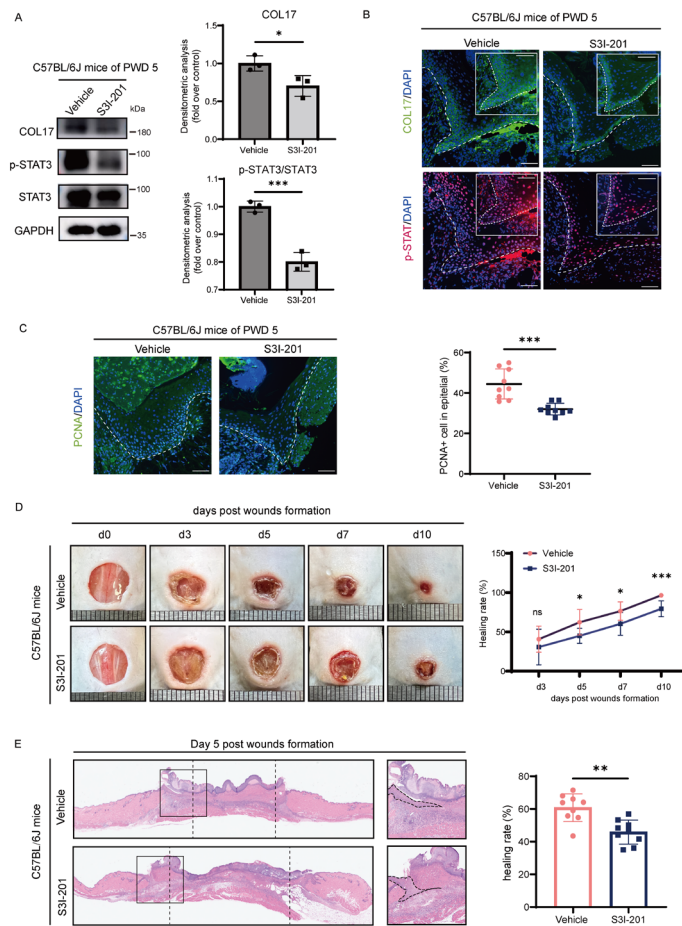 A
C57BL/6J mice of PWD 5
Vehicle
S3I-201
kDa
COL17
180
p-STAT3
100
STAT3
100
GAPDH
35
COL17
Densitometric analysis
(fold over control)
1.5
1.0
0.5
0.0
*
Vehicle
S3I-201
p-STAT3/STAT3
Densitometric analysis
(fold over control)
1.1
1.0
0.9
0.8
0.7
***
Vehicle
S3I-201
B
C57BL/6J mice of PWD 5
Vehicle
S3I-201
COL17/DAPI
p-STAT/DAPI
C
C57BL/6J mice of PWD 5
Vehicle
S3I-201
PCNA/DAPI
PCNA+ cell in epitelial (%)
60
40
20
0
***
Vehicle
S3I-201
D
days post wounds formation
d0
d3
d5
d7
d10
C57BL/6J mice
Vehicle
S3I-201
Healing rate (%)
150
100
50
0
Vehicle
S3I-201
ns
*
*
***
d3
d5
d7
d10
days post wounds formation
E
Day 5 post wounds formation
C57BL/6J mice
Vehicle
S3I-201
healing rate (%)
80
60
40
20
0
**
Vehicle
S3I-201